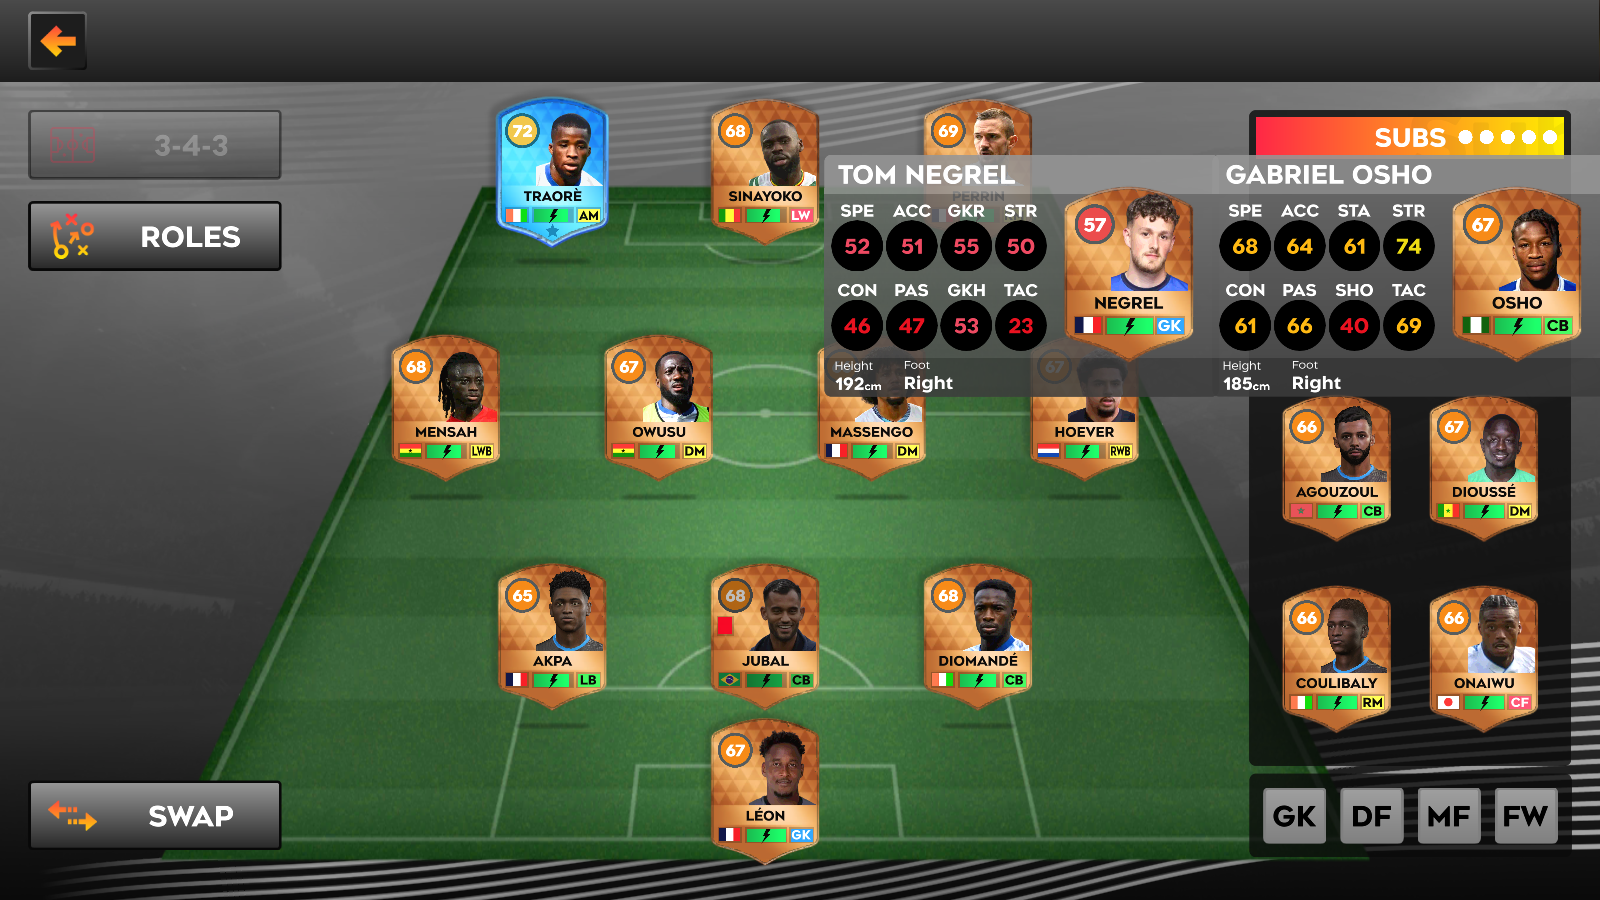 3-4-3
ROLES
SWAP
SUBS
72
TRAORÈ
AM
68
SINAYOKO
LW
69
PERRIN
TOM NEGREL
SPE ACC GKR STR
52 51 55 50
CON PAS GKH TAC
46 47 53 23
Height Foot
192cm Right
57
NEGREL
GK
GABRIEL OSHO
SPE ACC STA STR
68 64 61 74
CON PAS SHO TAC
61 66 40 69
Height Foot
185cm Right
67
OSHO
CB
68
MENSAH
LWB
67
OWUSU
DM
MASSENGO
DM
67
HOEVER
RWB
66
AGOUZOUL
CB
67
DIOUSSÉ
DM
65
AKPA
LB
68
JUBAL
CB
68
DIOMANDÉ
CB
66
COULIBALY
RM
66
ONAIWU
CF
67
LÉON
GK
GK DF MF FW